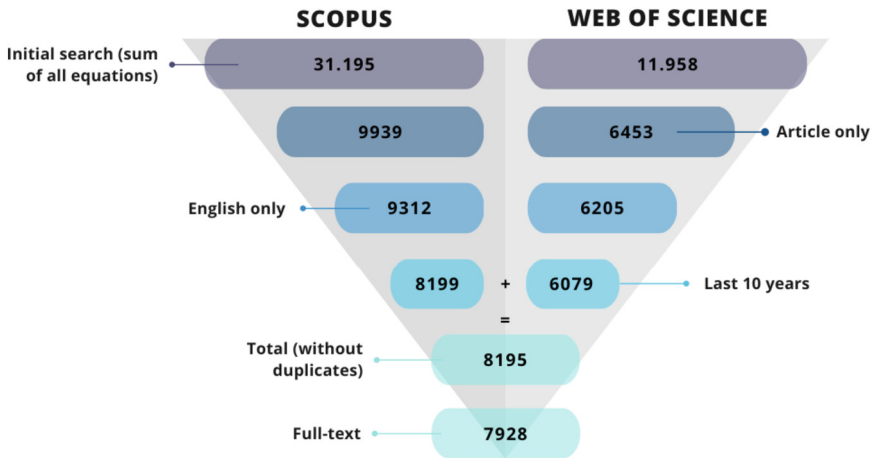 SCOPUS
WEB OF SCIENCE
Initial search (sum
of all equations)
31.195
11.958
9939
6453
Article only
English only
9312
6205
8199
+
6079
Last 10 years
=
Total (without
duplicates)
8195
Full-text
7928